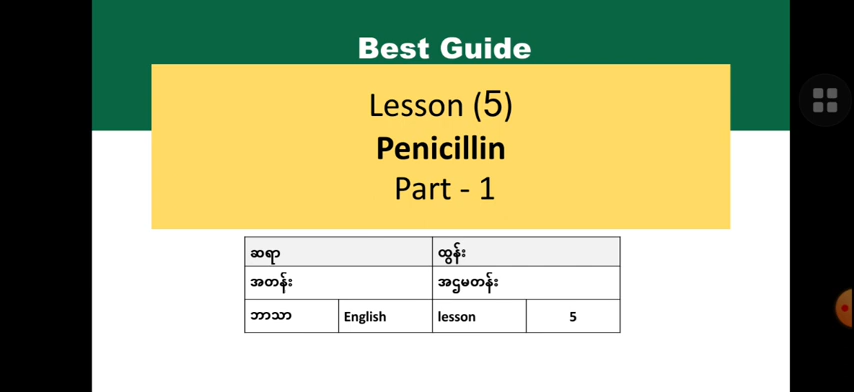 Best Guide
Lesson (5)
Penicillin
Part - 1
ဆရာ ထွန်း
အတန်း အဌမတန်း
ဘာသာ English lesson 5